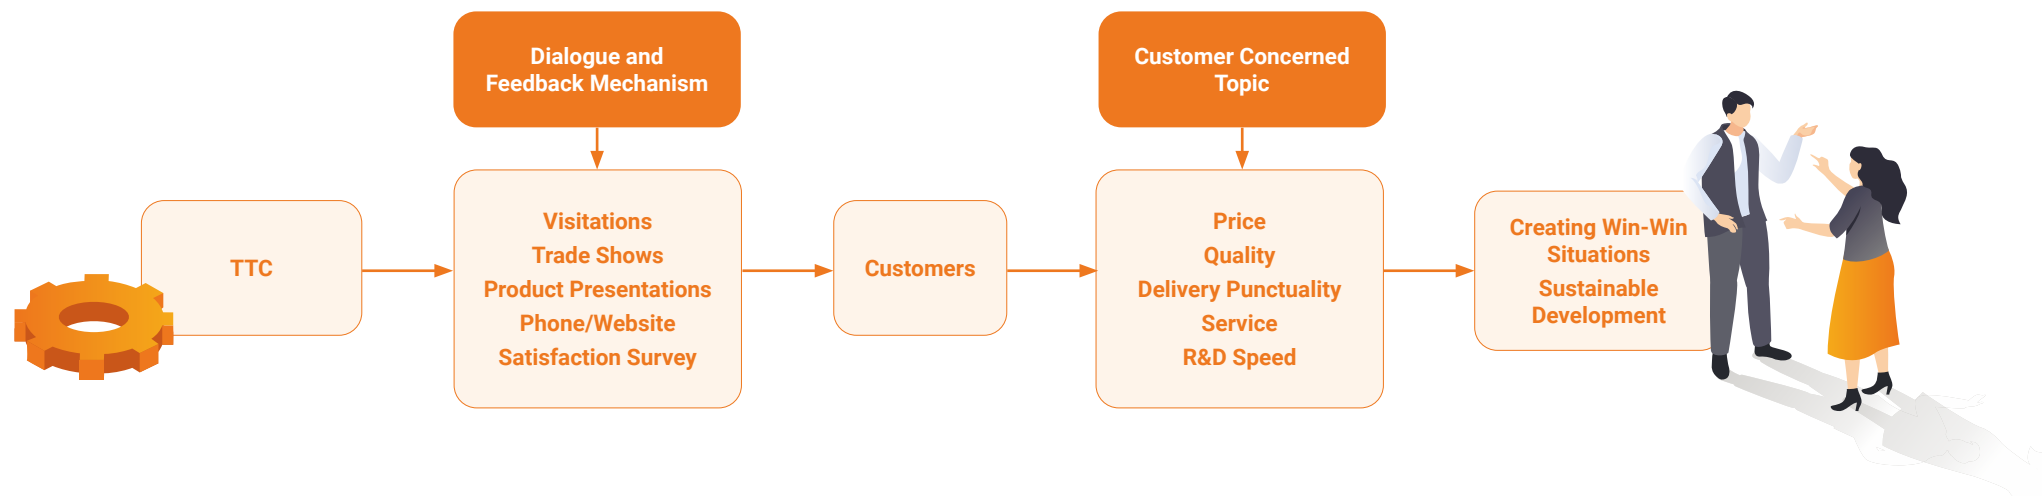 Dialogue and
Feedback Mechanism
Customer Concerned
Topic
TTC
Visitations
Trade Shows
Product Presentations
Phone/Website
Satisfaction Survey
Customers
Price
Quality
Delivery Punctuality
Service
R&D Speed
Creating Win-Win
Situations
Sustainable
Development